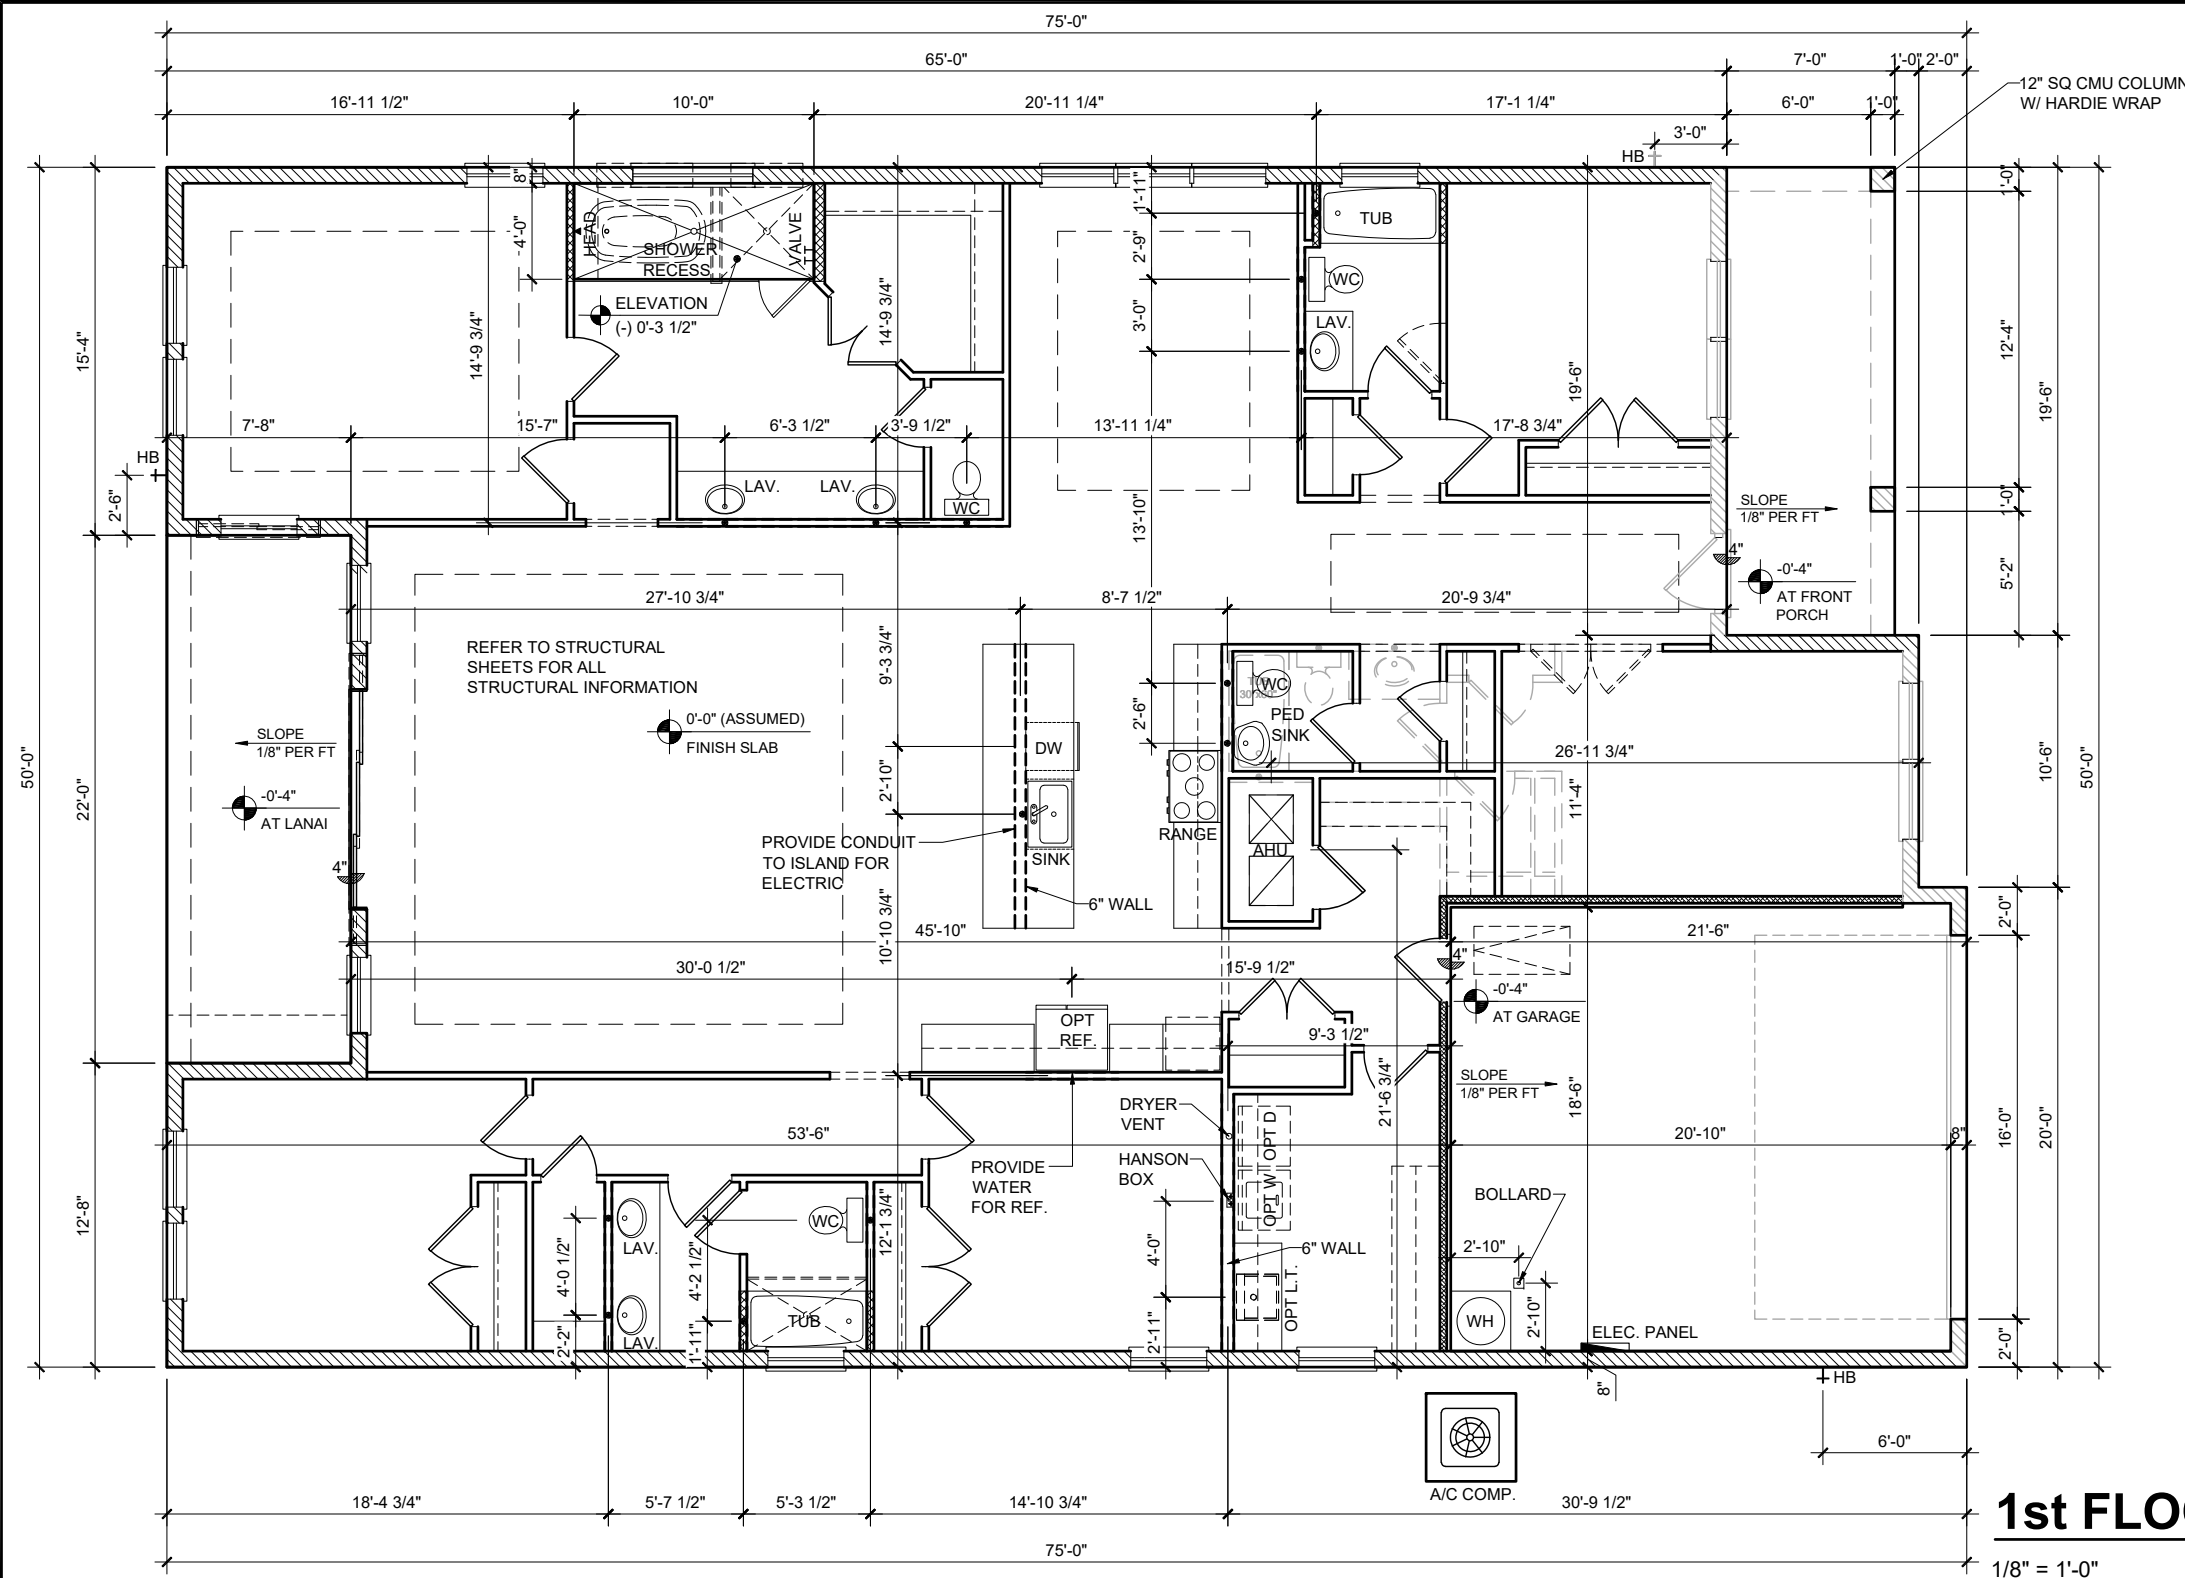 75'-0"
65'-0"
7'-0"
1'-0"
2'-0"
12" SQ CMU COLUMN
W/ HARDIE WRAP
16'-11 1/2"
10'-0"
20'-11 1/4"
17'-1 1/4"
6'-0"
1'-0"
3'-0"
HB
8"
4'-0"
HEAD
SHOWER
RECESS
VALVE
ELEVATION
(-) 0'-3 1/2"
14'-9 3/4"
14'-9 3/4"
1'-11"
2'-9"
3'-0"
TUB
WC
LAV.
19'-6"
1'-0"
12'-4"
19'-6"
15'-4"
7'-8"
15'-7"
6'-3 1/2"
3'-9 1/2"
13'-11 1/4"
17'-8 3/4"
HB
2'-6"
LAV.
LAV.
WC
13'-10"
SLOPE
1/8" PER FT
1'-0"
4"
-0'-4"
AT FRONT
PORCH
5'-2"
27'-10 3/4"
8'-7 1/2"
20'-9 3/4"
REFER TO STRUCTURAL
SHEETS FOR ALL
STRUCTURAL INFORMATION
9'-3 3/4"
0'-0" (ASSUMED)
FINISH SLAB
SLOPE
1/8" PER FT
-0'-4"
AT LANAI
4"
50'-0"
22'-0"
DW
SINK
2'-10"
PROVIDE CONDUIT
TO ISLAND FOR
ELECTRIC
6" WALL
10'-10 3/4"
2'-6"
TUB
30"X60"
WC
PED
SINK
RANGE
AHU
26'-11 3/4"
11'-4"
10'-6"
50'-0"
45'-10"
21'-6"
2'-0"
30'-0 1/2"
15'-9 1/2"
4"
-0'-4"
AT GARAGE
OPT
REF.
9'-3 1/2"
21'-6 3/4"
SLOPE
1/8" PER FT
18'-6"
DRYER
VENT
53'-6"
20'-10"
8"
16'-0"
20'-0"
HANSON
BOX
OPT D
OPT W
PROVIDE
WATER
FOR REF.
12'-8"
WC
12'-1 3/4"
LAV.
4'-0 1/2"
4'-2 1/2"
4'-0"
6" WALL
OPT L.T.
BOLLARD
2'-10"
2'-10"
WH
TUB
LAV.
2'-2"
1'-11"
2'-11"
ELEC. PANEL
2'-0"
8"
HB
6'-0"
A/C COMP.
18'-4 3/4"
5'-7 1/2"
5'-3 1/2"
14'-10 3/4"
30'-9 1/2"
75'-0"
1st FLO
1/8" = 1'-0"